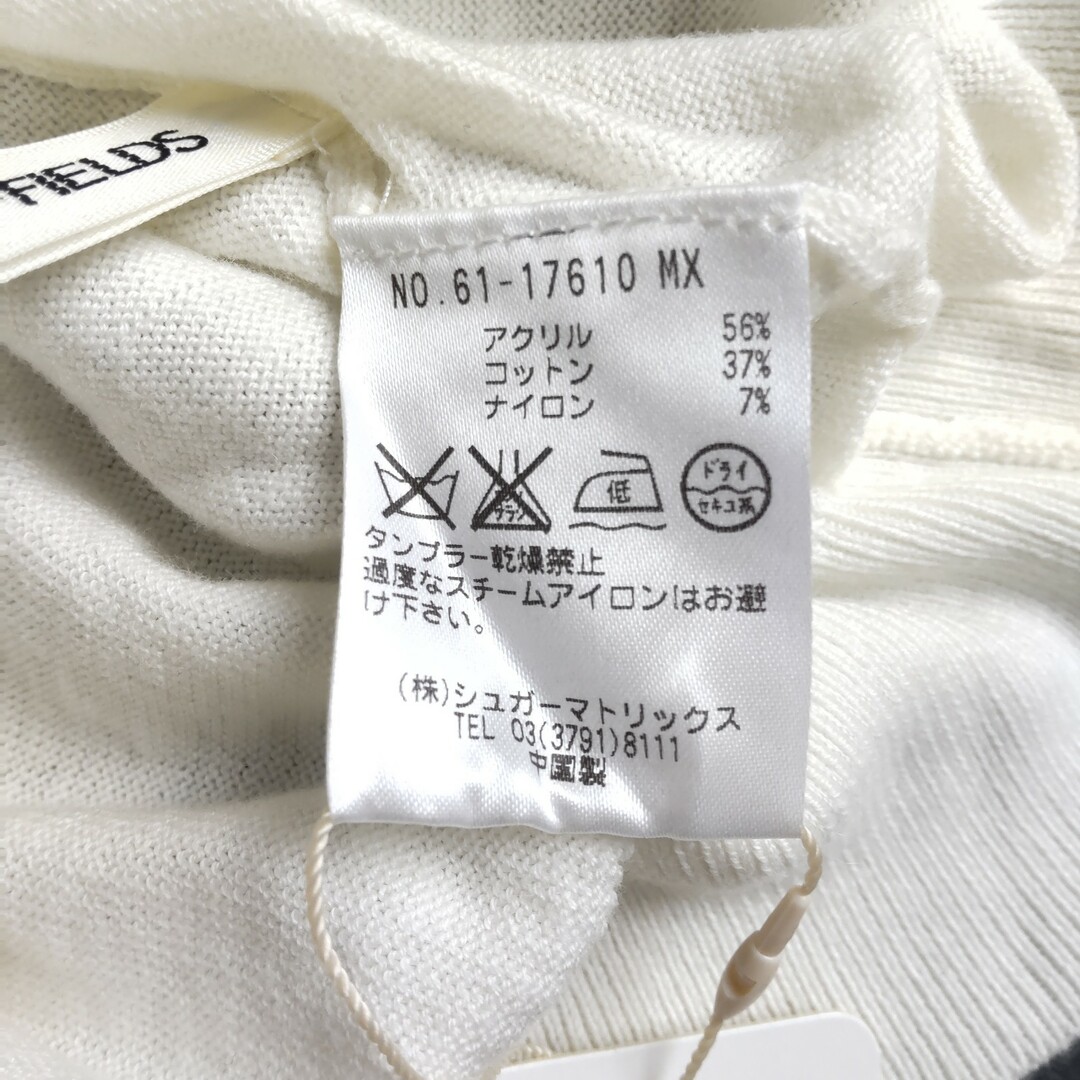 FIELDS
NO.61-17610 MX
アクリル 56%
コットン 37%
ナイロン 7%
低
ドライ
セキユ系
タンブラー乾燥禁止
過度なスチームアイロンはお避
け下さい。
(株)シュガーマトリックス
TEL 03(3791)8111
中国製